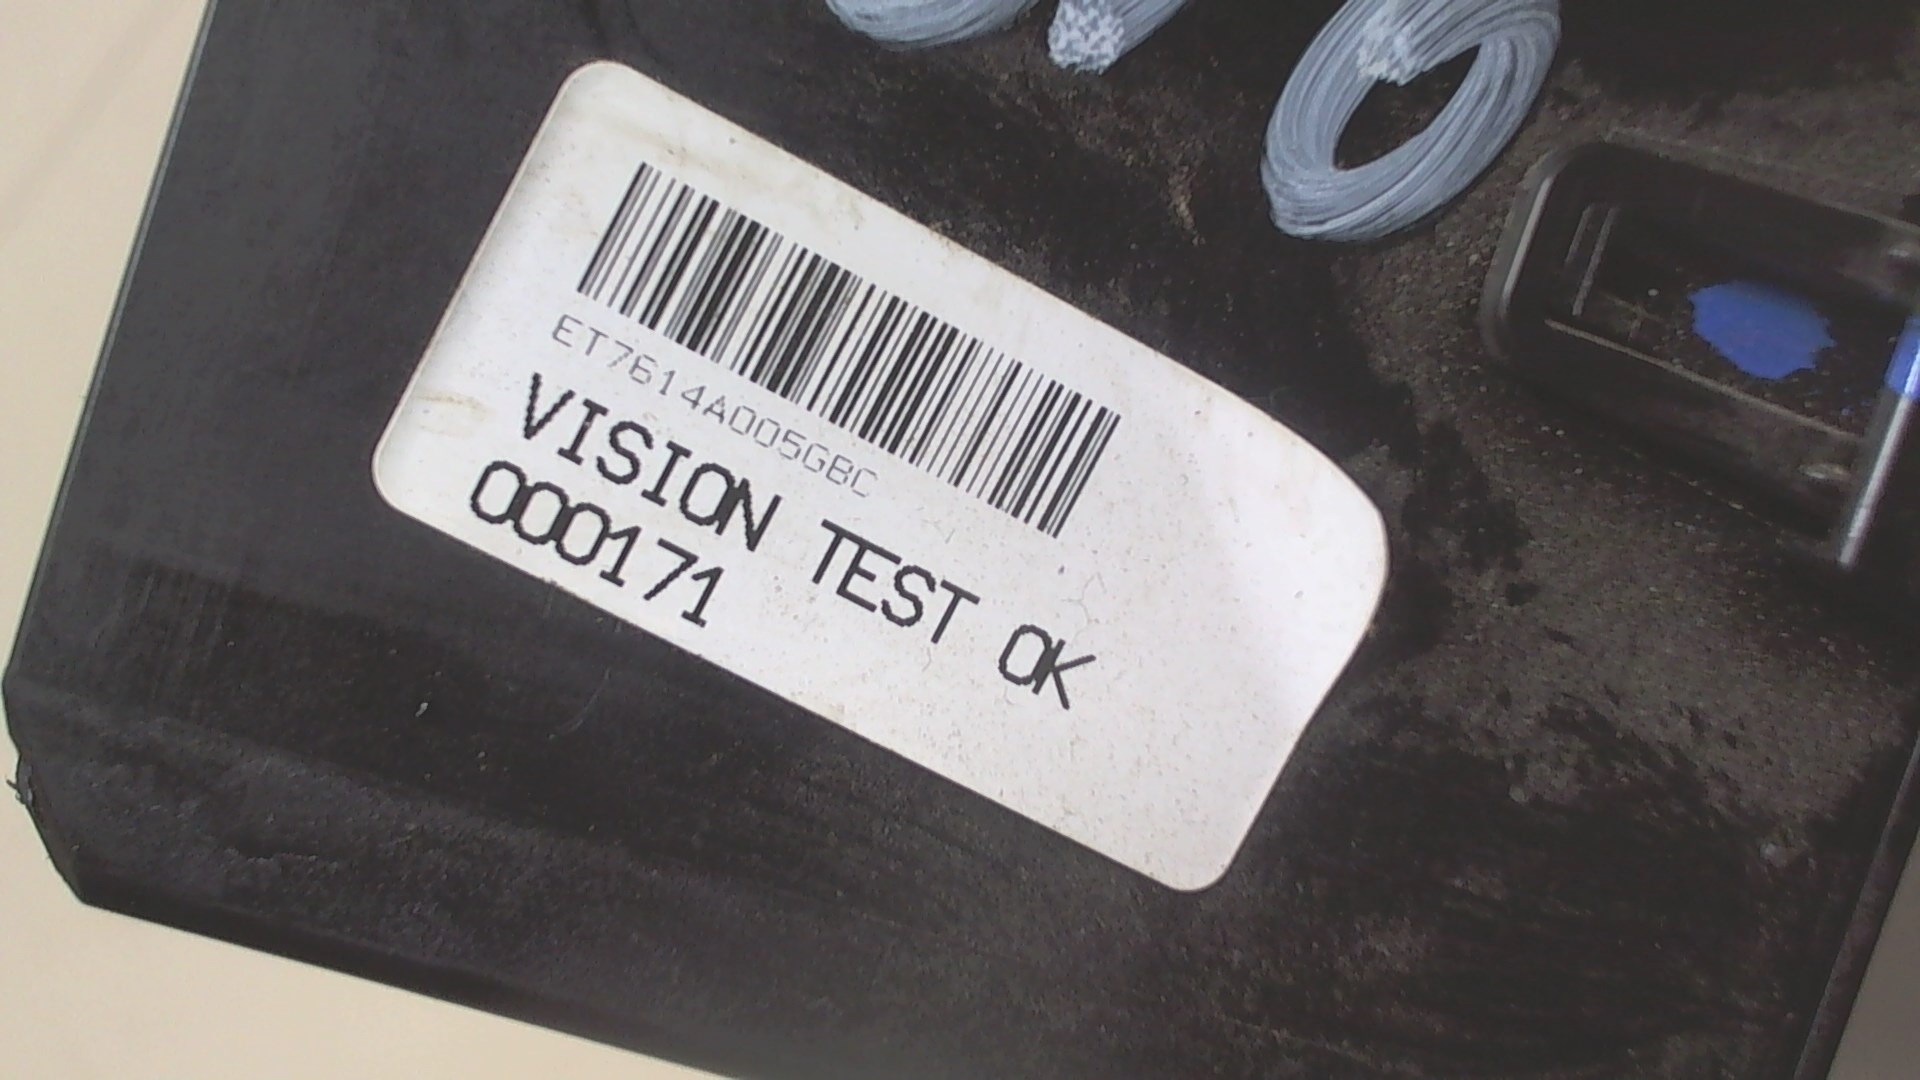 ET7614A005GBC
VISION TEST OK
000171